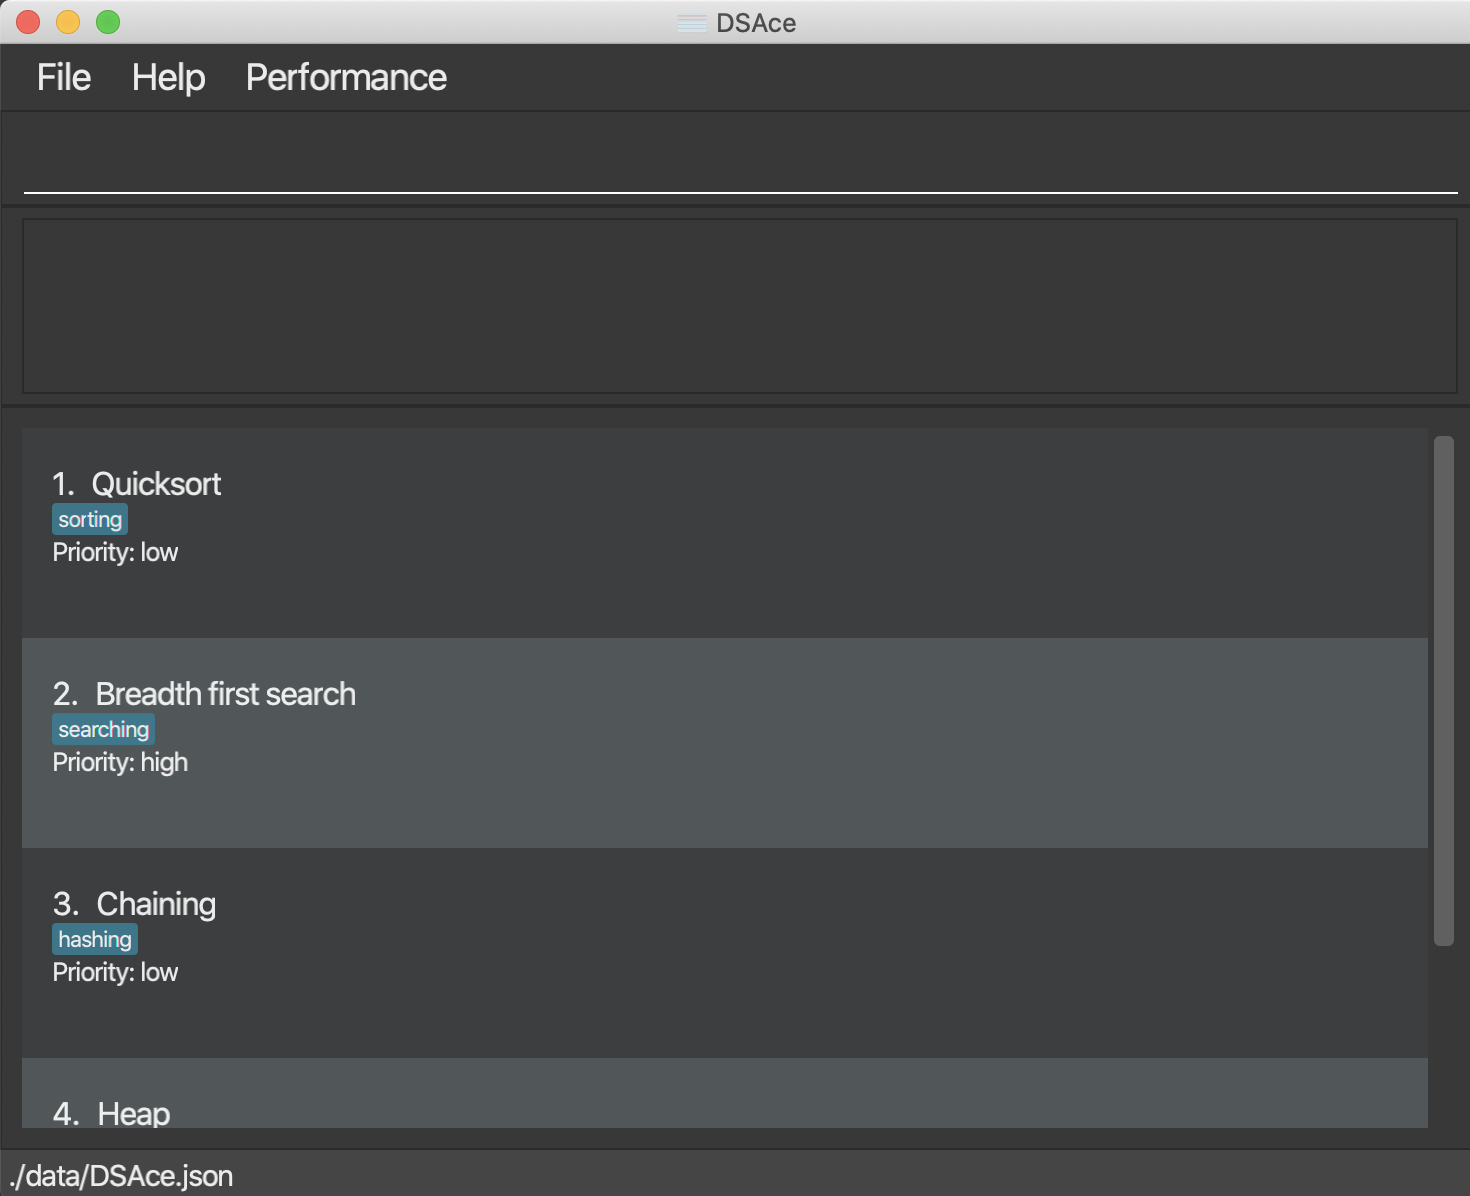 DSAce
File Help Performance
1. Quicksort
sorting
Priority: low
2. Breadth first search
searching
Priority: high
3. Chaining
hashing
Priority: low
4. Heap
./data/DSAce.json